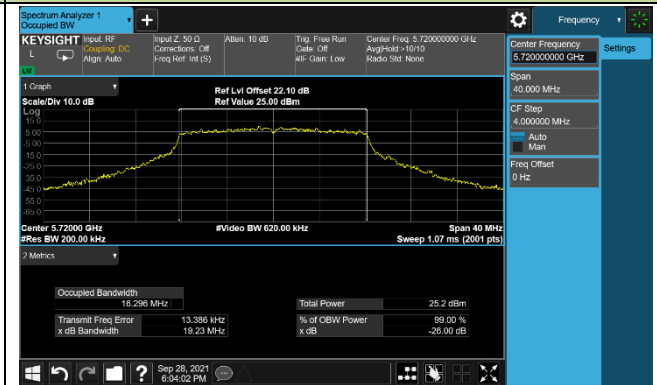 Spectrum Analyzer 1
Occupied BW
+
Frequency
KEYSIGHT
L
LM
Input: RF
Coupling: DC
Align: Auto
Input Z: 50 Ω
Corrections: Off
Freq Ref: Int (S)
Atten: 10 dB
Trig: Free Run
Gate: Off
#IF Gain: Low
Center Freq: 5.720000000 GHz
Avg|Hold:>10/10
Radio Std: None
Center Frequency
5.720000000 GHz
Settings
Span
40.000 MHz
CF Step
4.000000 MHz
Auto
Man
Freq Offset
0 Hz
1 Graph
Scale/Div 10.0 dB
Ref Lvl Offset 22.10 dB
Ref Value 25.00 dBm
Log
15.0
5.00
-5.00
-15.0
-25.0
-35.0
-45.0
-55.0
-65.0
Center 5.72000 GHz
#Video BW 620.00 kHz
Span 40 MHz
#Res BW 200.00 kHz
Sweep 1.07 ms (2001 pts)
2 Metrics
Occupied Bandwidth
16.296 MHz
Total Power 25.2 dBm
Transmit Freq Error 13.386 kHz
% of OBW Power 99.00 %
x dB Bandwidth 19.23 MHz
x dB -26.00 dB
?
Sep 28, 2021
6:04:02 PM